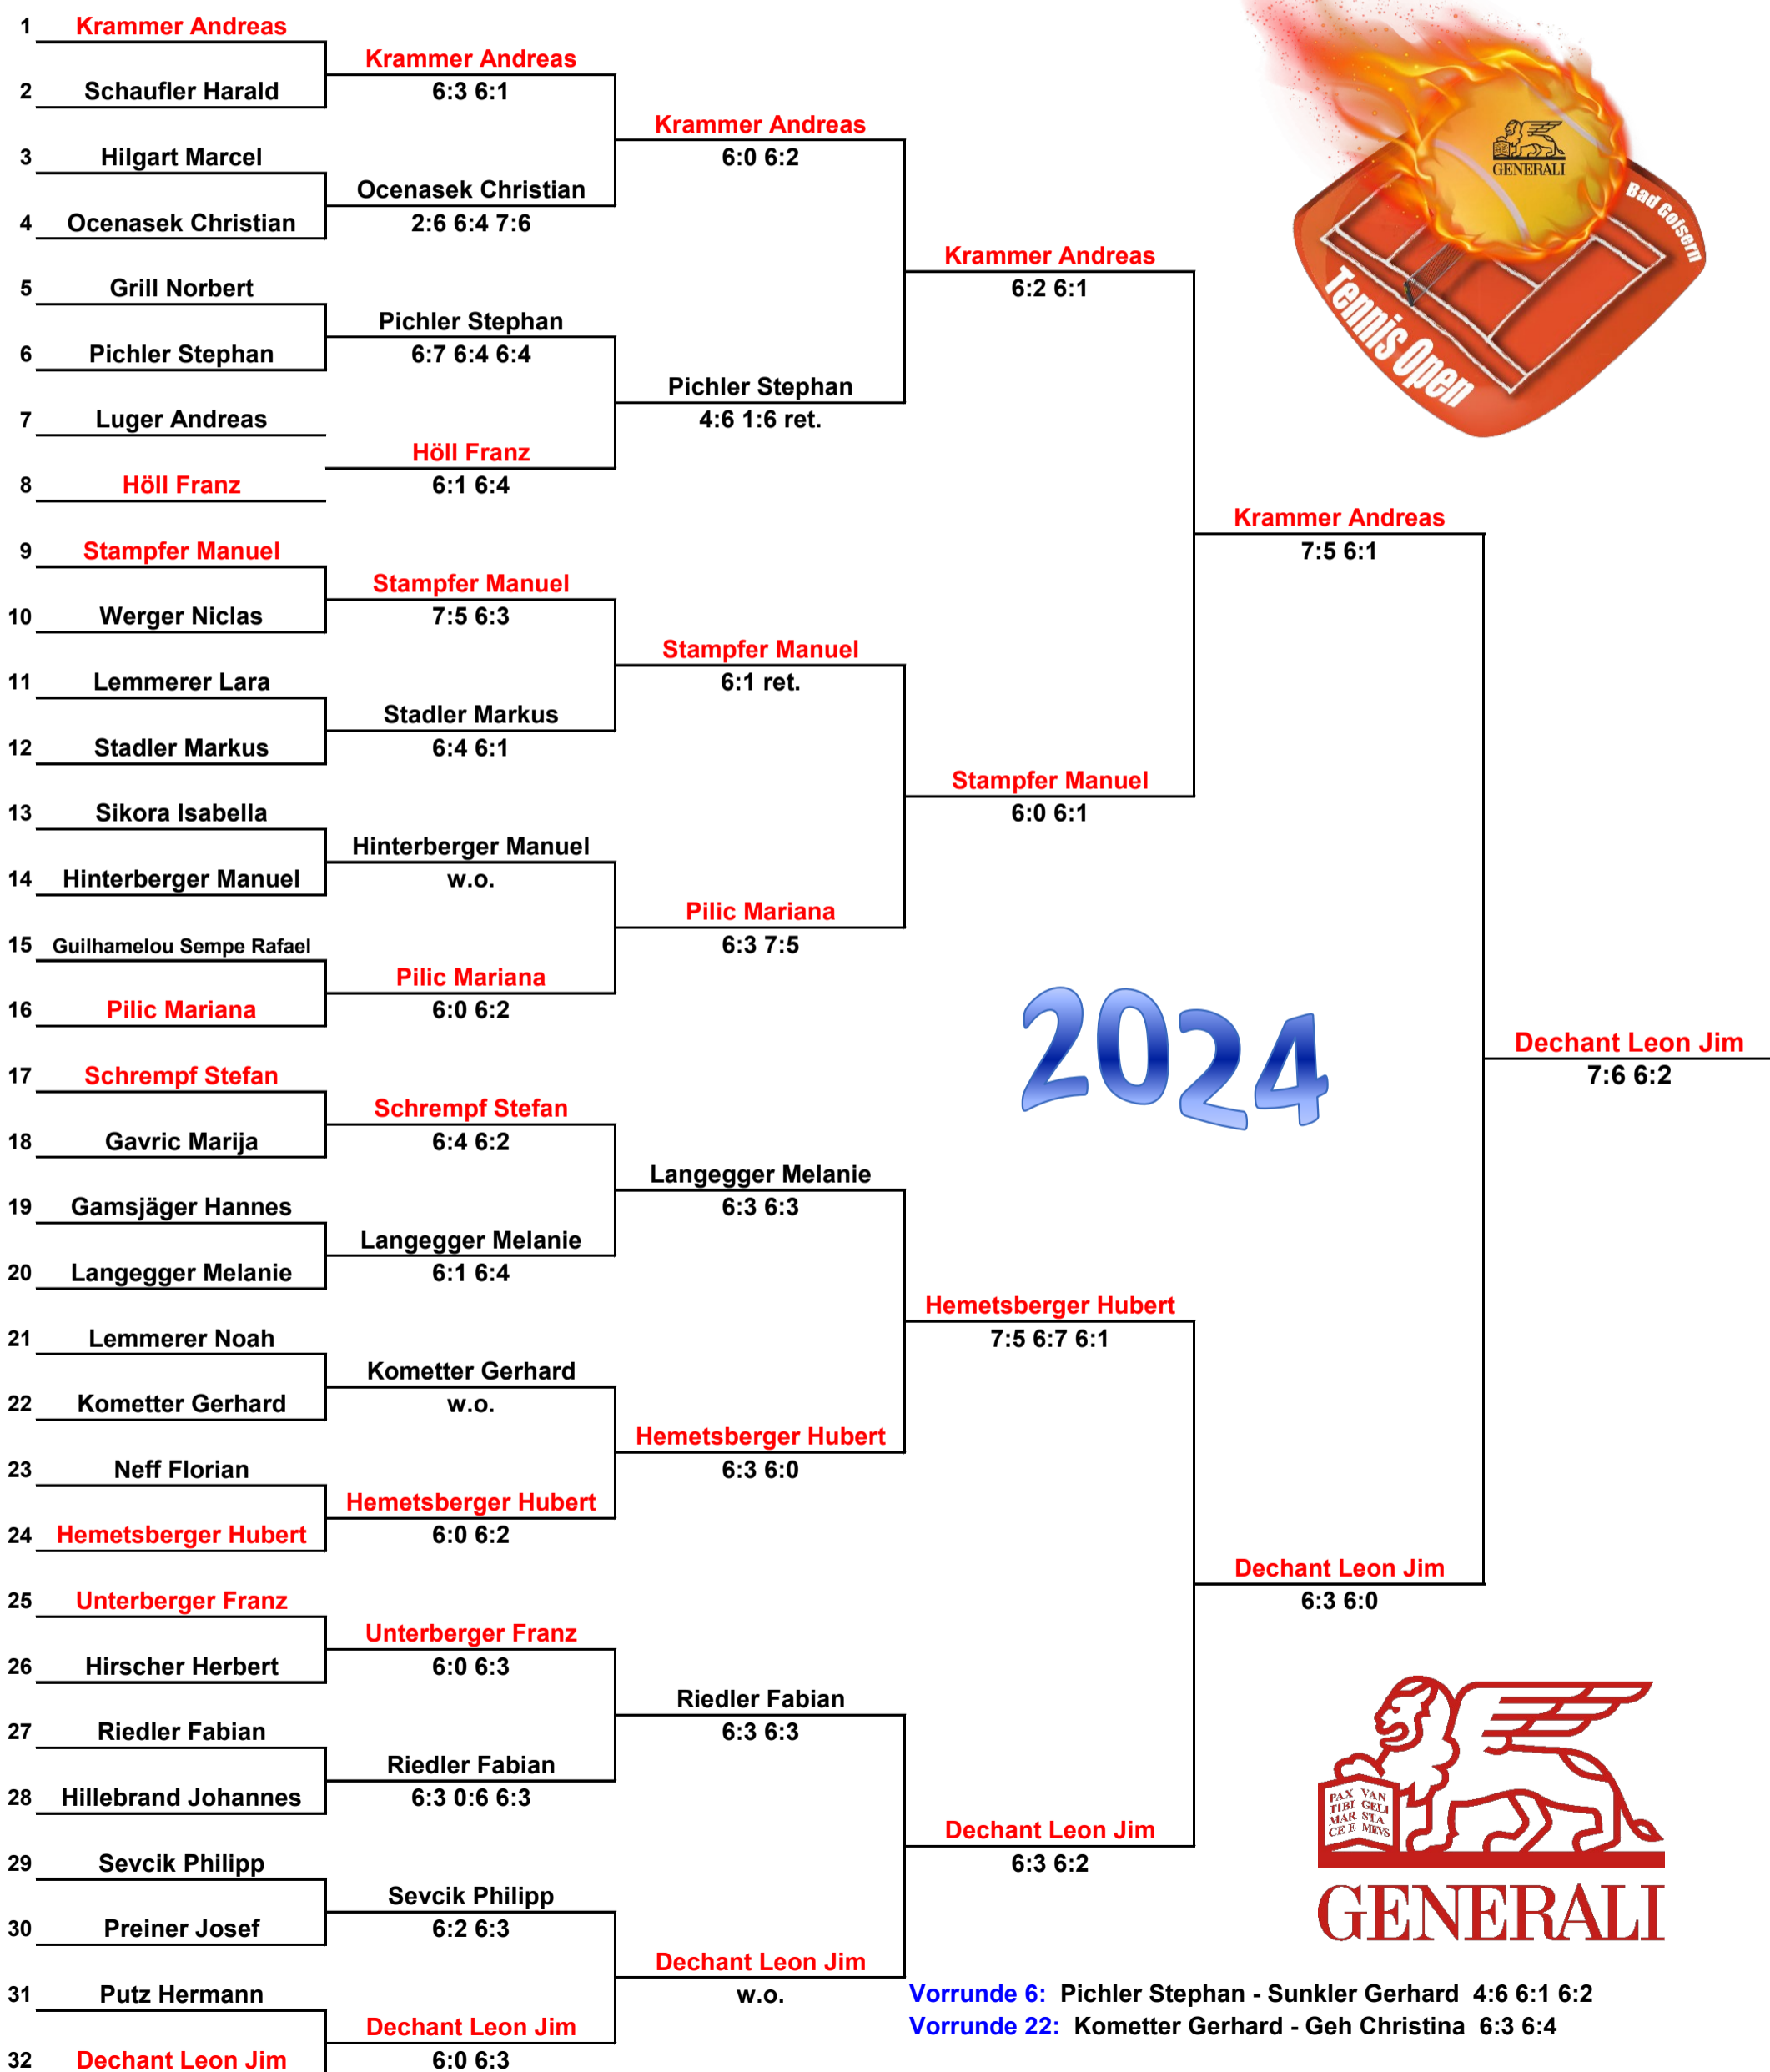 1 Krammer Andreas
Krammer Andreas
2 Schaufler Harald
6:3 6:1
Krammer Andreas
3 Hilgart Marcel
6:0 6:2
Ocenasek Christian
4 Ocenasek Christian
2:6 6:4 7:6
Krammer Andreas
5 Grill Norbert
6:2 6:1
Pichler Stephan
6 Pichler Stephan
6:7 6:4 6:4
Pichler Stephan
7 Luger Andreas
4:6 1:6 ret.
Höll Franz
8 Höll Franz
6:1 6:4
GENERALI
Bad Goisern
Tennis Open
Krammer Andreas
9 Stampfer Manuel
7:5 6:1
Stampfer Manuel
10 Werger Niclas
7:5 6:3
Stampfer Manuel
11 Lemmerer Lara
6:1 ret.
Stadler Markus
12 Stadler Markus
6:4 6:1
Stampfer Manuel
13 Sikora Isabella
6:0 6:1
Hinterberger Manuel
14 Hinterberger Manuel
w.o.
Pilic Mariana
15 Guilhamelou Sempe Rafael
6:3 7:5
Pilic Mariana
16 Pilic Mariana
6:0 6:2
2024
Dechant Leon Jim
7:6 6:2
17 Schrempf Stefan
Schrempf Stefan
18 Gavric Marija
6:4 6:2
Langegger Melanie
19 Gamsjäger Hannes
6:3 6:3
Langegger Melanie
20 Langegger Melanie
6:1 6:4
Hemetsberger Hubert
21 Lemmerer Noah
7:5 6:7 6:1
Kometter Gerhard
22 Kometter Gerhard
w.o.
Hemetsberger Hubert
23 Neff Florian
6:3 6:0
Hemetsberger Hubert
24 Hemetsberger Hubert
6:0 6:2
Dechant Leon Jim
25 Unterberger Franz
6:3 6:0
Unterberger Franz
26 Hirscher Herbert
6:0 6:3
Riedler Fabian
27 Riedler Fabian
6:3 6:3
Riedler Fabian
28 Hillebrand Johannes
6:3 0:6 6:3
PAX VAN
TIBI GELI
MAR STA
CE E MEVS
GENERALI
Dechant Leon Jim
29 Sevcik Philipp
6:3 6:2
Sevcik Philipp
30 Preiner Josef
6:2 6:3
Dechant Leon Jim
31 Putz Hermann
w.o.
Vorrunde 6: Pichler Stephan - Sunkler Gerhard 4:6 6:1 6:2
Dechant Leon Jim
Vorrunde 22: Kometter Gerhard - Geh Christina 6:3 6:4
32 Dechant Leon Jim
6:0 6:3